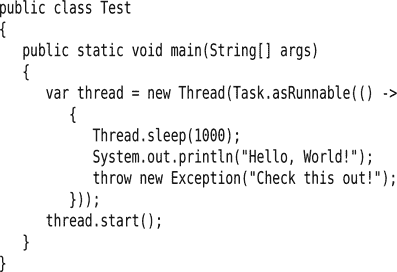 public class Test
{
public static void main(String[] args)
{
var thread = new Thread(Task.asRunnable(() ->
{
Thread.sleep(1000);
System.out.println("Hello, World!");
throw new Exception("Check this out!");
}));
thread.start();
}
}